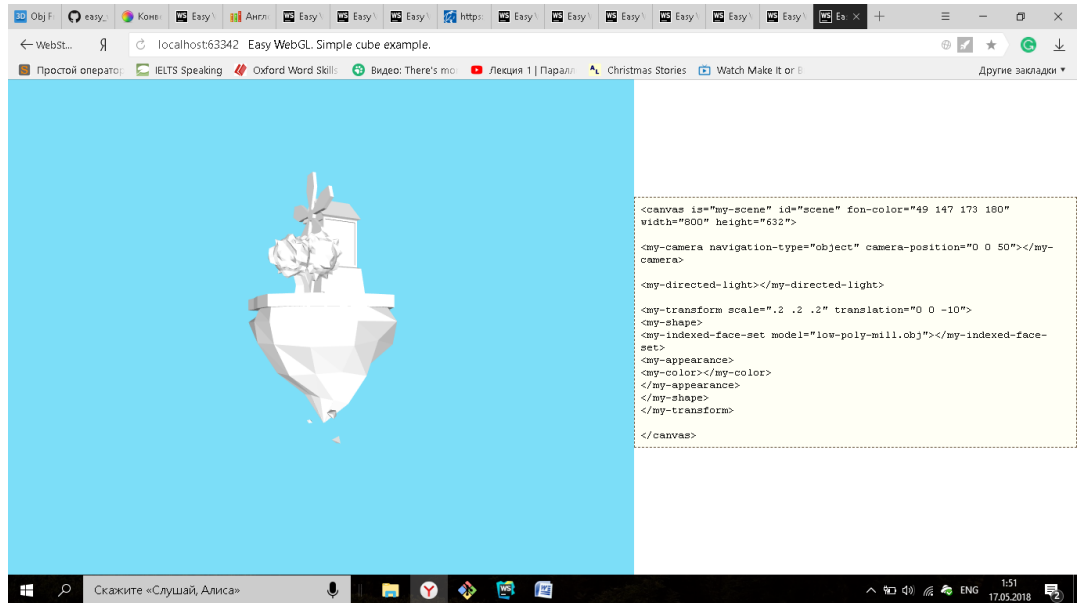 Obj F
easy_
Конв
Easy \
Англ
Easy \
Easy \
Easy \
https:
Easy \
Easy \
Easy \
Easy \
Easy \
Easy \
Ea:
← WebSt...
Я
localhost:63342 Easy WebGL. Simple cube example.
Простой оператор
IELTS Speaking
Oxford Word Skills
Видео: There's mo
Лекция 1 | Паралл
Christmas Stories
Watch Make It or B
Другие закладки
<canvas is="my-scene" id="scene" fon-color="49 147 173 180"
width="800" height="632">
<my-camera navigation-type="object" camera-position="0 0 50"></my-
camera>
<my-directed-light></my-directed-light>
<my-transform scale=".2 .2 .2" translation="0 0 -10">
<my-shape>
<my-indexed-face-set model="low-poly-mill.obj"></my-indexed-face-
set>
<my-appearance>
<my-color></my-color>
</my-appearance>
</my-shape>
</my-transform>
</canvas>
Скажите «Слушай, Алиса»
ENG
1:51
17.05.2018